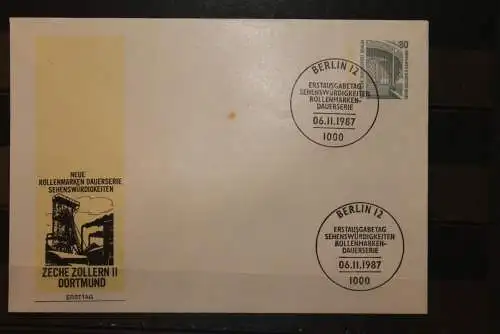 80
BERLIN 12
ERSTAUSGABETAG
SEHENSWÜRDIGKEITEN
ROLLENMARKEN-
DAUERSERIE
06.11.1987
1000
NEUE
ROLLENMARKEN DAUERSERIE
SEHENSWÜRDIGKEITEN
ZECHE ZOLLERN II
DORTMUND
ERSTTAG
BERLIN 12
ERSTAUSGABETAG
SEHENSWÜRDIGKEITEN
ROLLENMARKEN-
DAUERSERIE
06.11.1987
1000